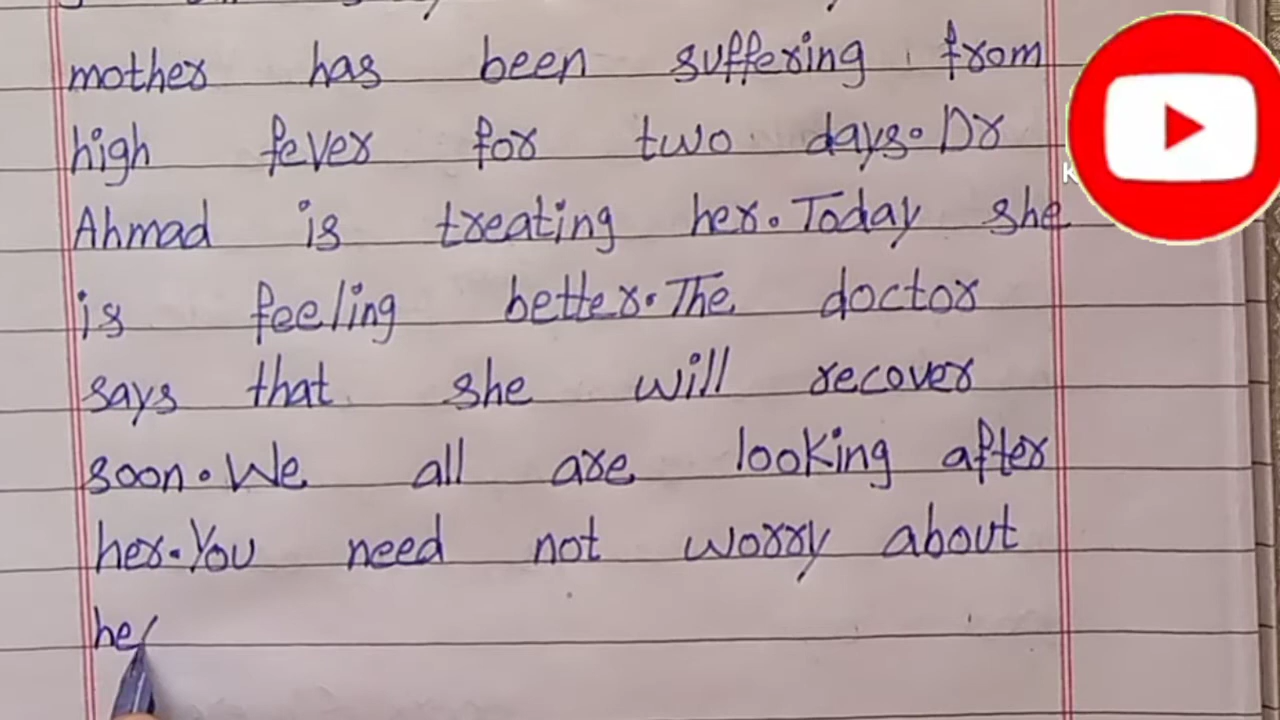 mother has been suffering from
high fever for two days. Dr
Ahmad is treating her. Today she
is feeling better. The doctor
says that she will recover
soon. We all are looking after
her. You need not worry about
he